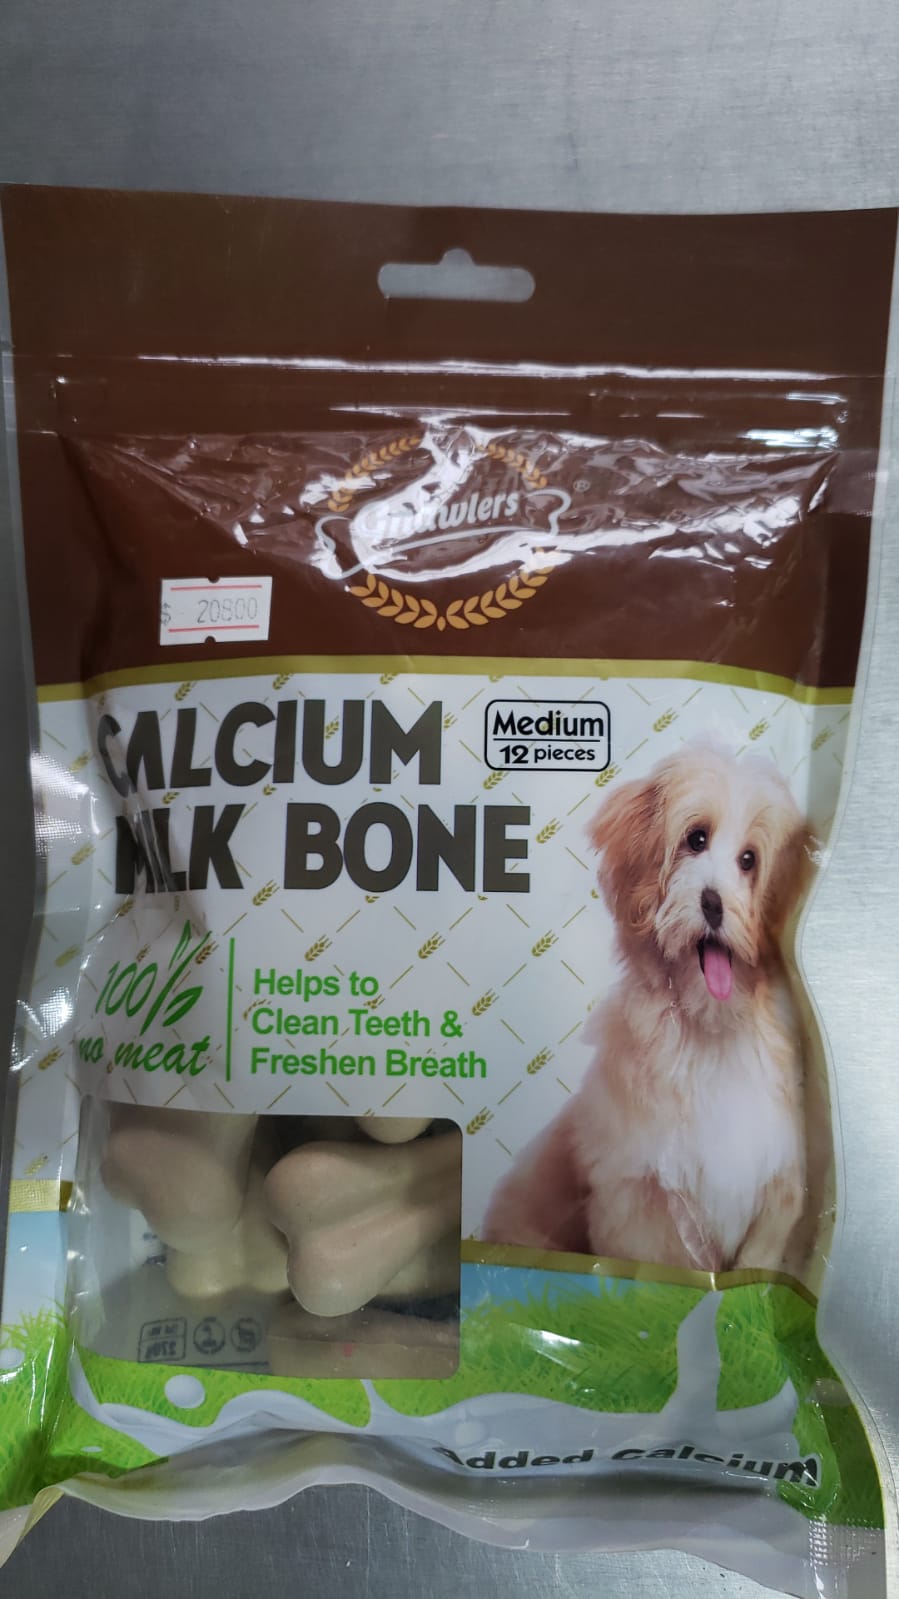 Gnawlers ®
$ 20800
CALCIUM
MILK BONE
Medium
12 pieces
100%
no meat
Helps to
Clean Teeth &
Freshen Breath
270g
Added Calcium